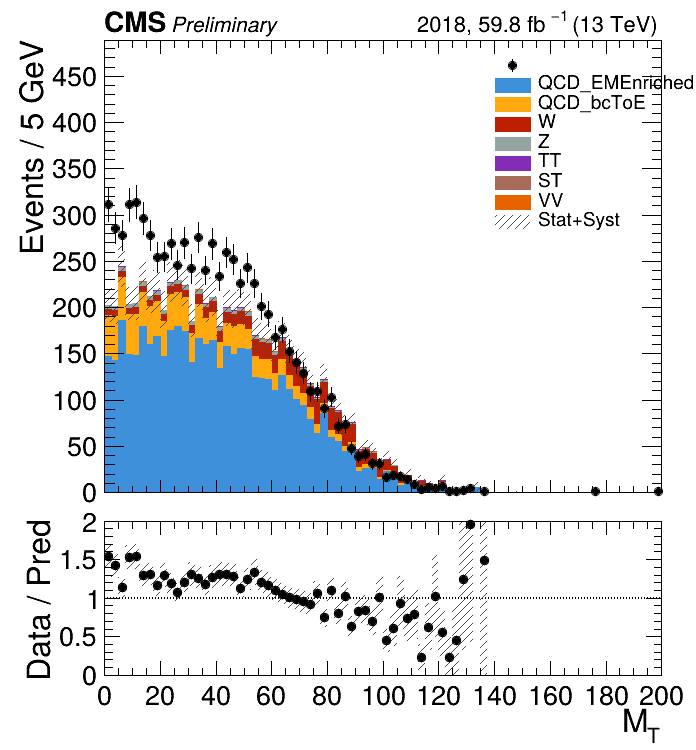 CMS Preliminary 2018, 59.8 fb⁻¹ (13 TeV)
Events / 5 GeV
450
400
350
300
250
200
150
100
50
0
QCD_EMEnriched
QCD_bcToE
W
Z
TT
ST
VV
Stat+Syst
Data / Pred
2
1.5
1
0.5
0
0 20 40 60 80 100 120 140 160 180 200
M_T